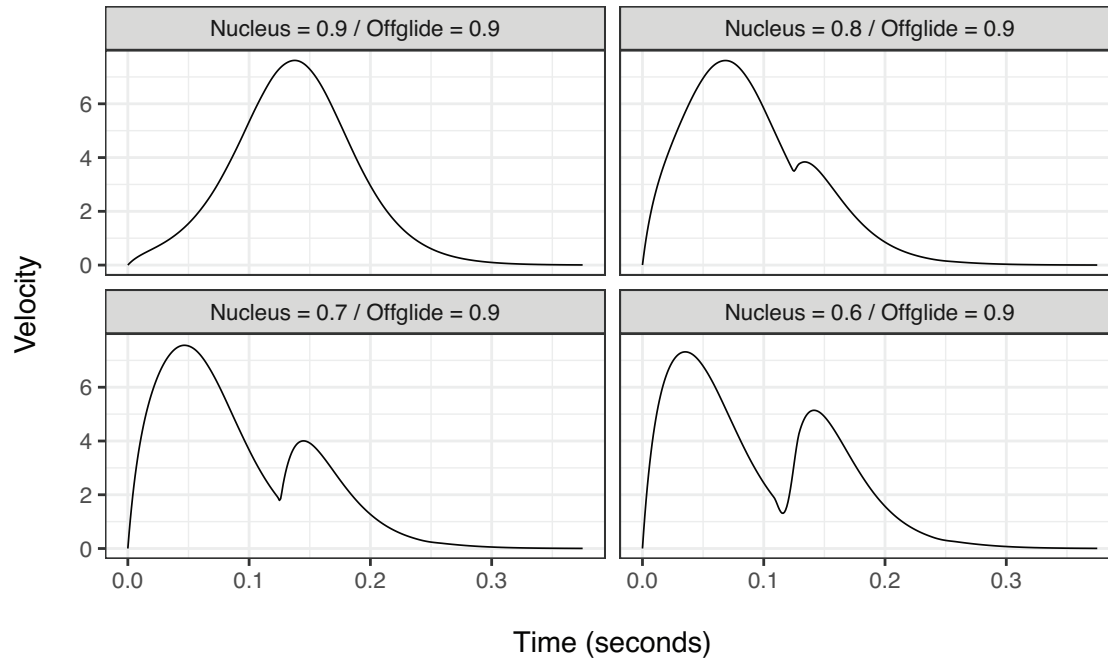 Nucleus = 0.9 / Offglide = 0.9
Nucleus = 0.8 / Offglide = 0.9
6
4
2
0
Velocity
Nucleus = 0.7 / Offglide = 0.9
Nucleus = 0.6 / Offglide = 0.9
6
4
2
0
0.0 0.1 0.2 0.3
0.0 0.1 0.2 0.3
Time (seconds)